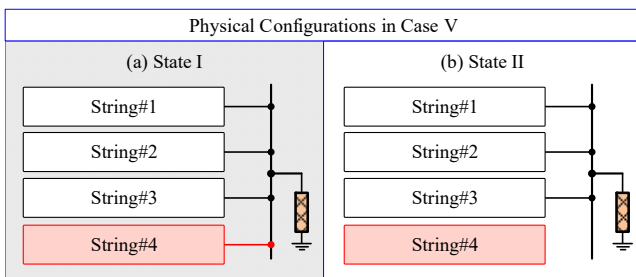 Physical Configurations in Case V
(a) State I
String#1
String#2
String#3
String#4
(b) State II
String#1
String#2
String#3
String#4